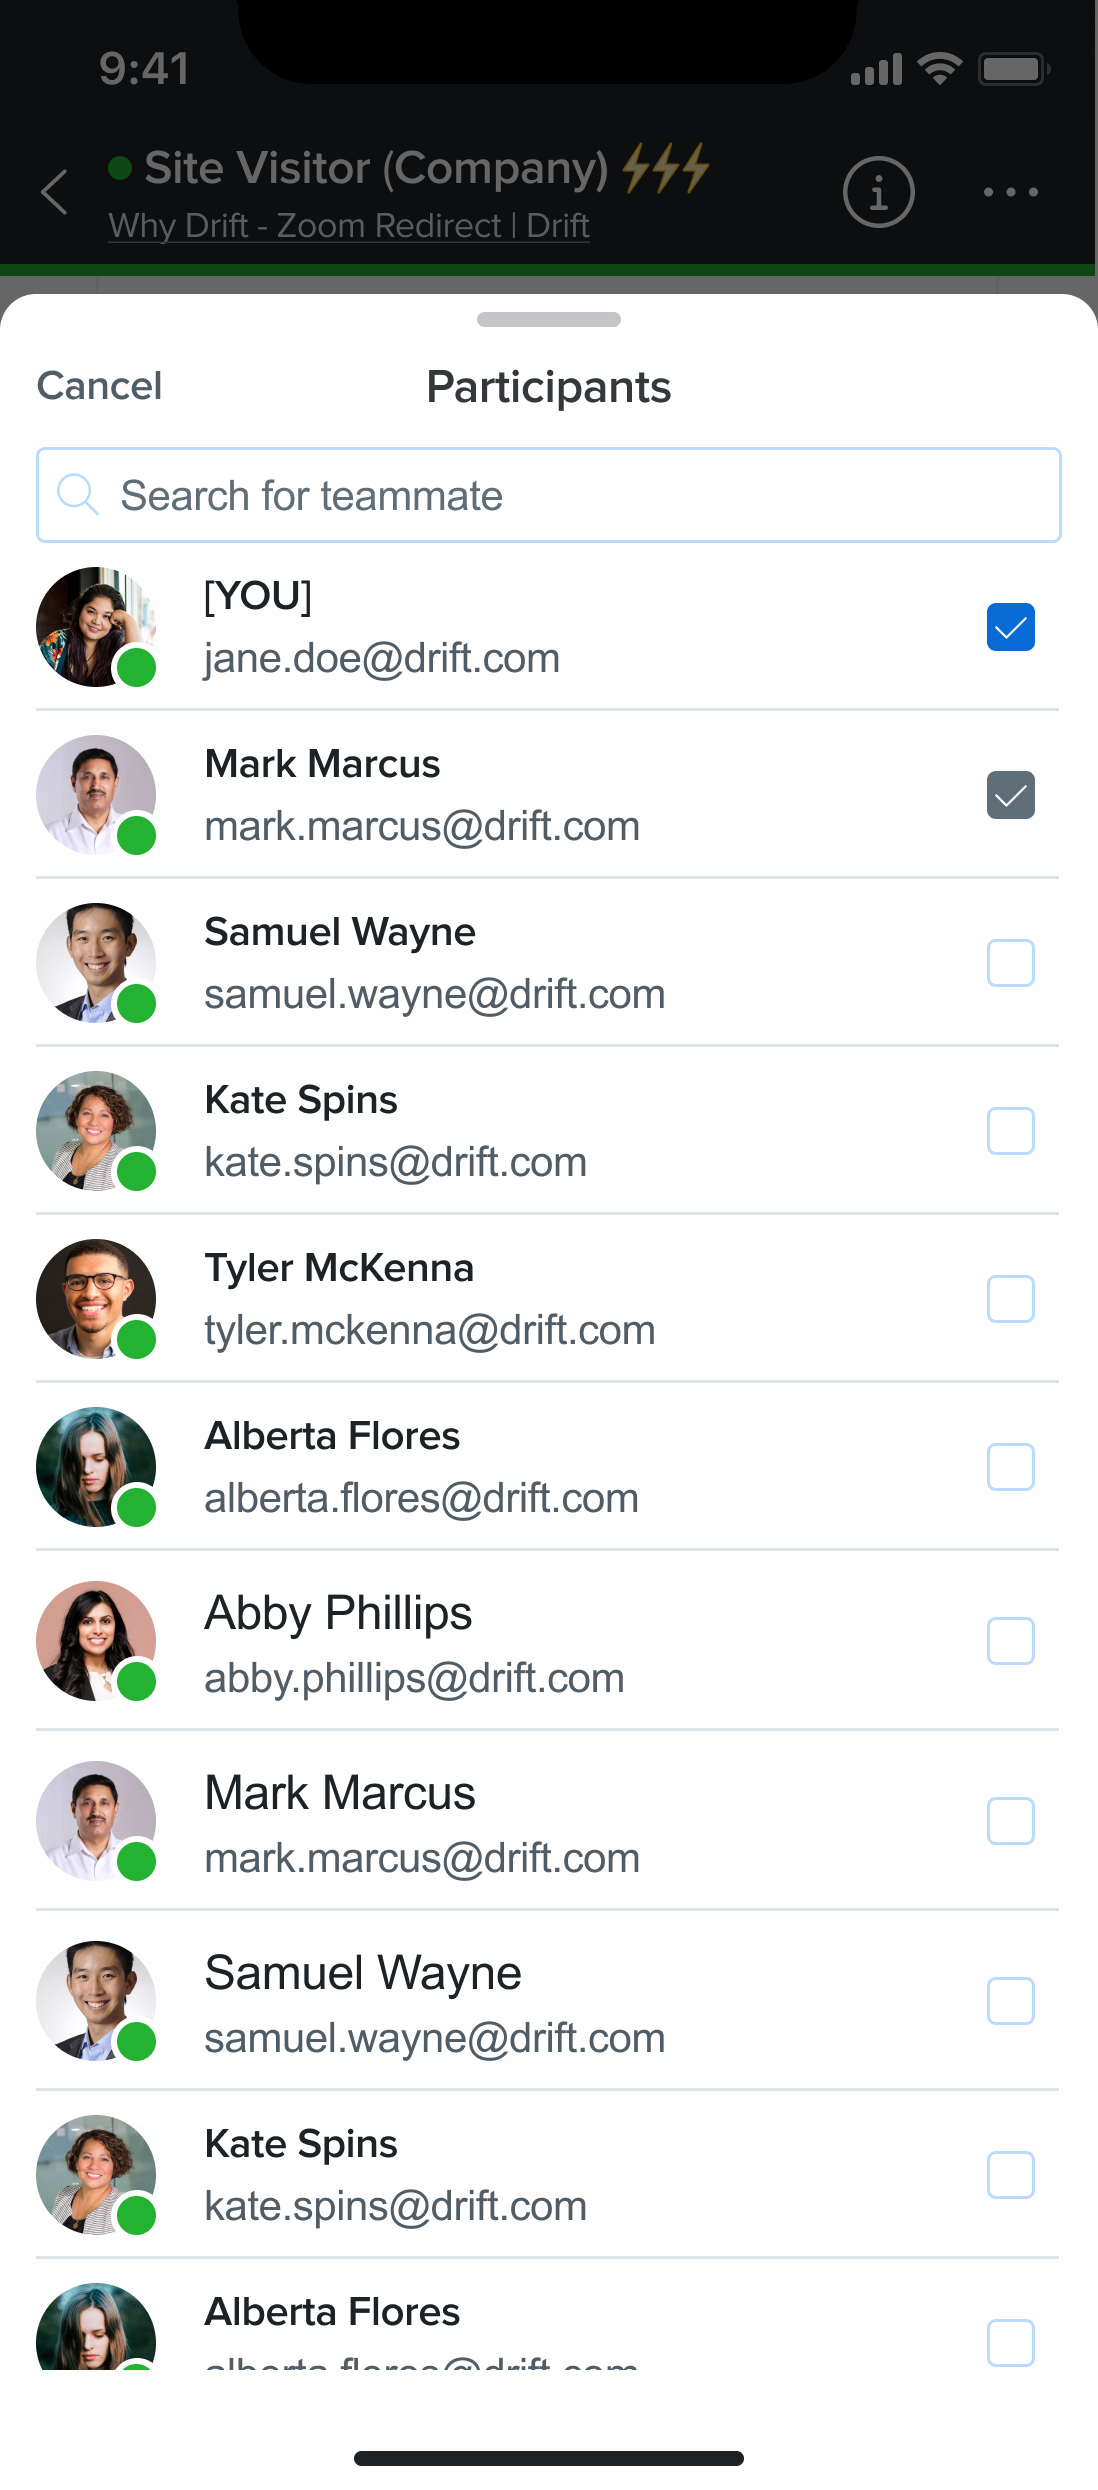 9:41
Site Visitor (Company) ⚡⚡⚡
Why Drift - Zoom Redirect | Drift
Cancel
Participants
Search for teammate
[YOU]
jane.doe@drift.com
Mark Marcus
mark.marcus@drift.com
Samuel Wayne
samuel.wayne@drift.com
Kate Spins
kate.spins@drift.com
Tyler McKenna
tyler.mckenna@drift.com
Alberta Flores
alberta.flores@drift.com
Abby Phillips
abby.phillips@drift.com
Mark Marcus
mark.marcus@drift.com
Samuel Wayne
samuel.wayne@drift.com
Kate Spins
kate.spins@drift.com
Alberta Flores
alberta.flores@drift.com